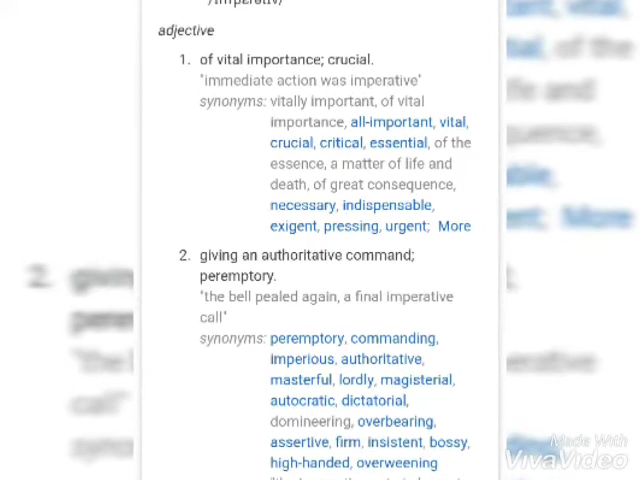 adjective
1. of vital importance; crucial.
"immediate action was imperative"
synonyms: vitally important, of vital
importance, all-important, vital,
crucial, critical, essential, of the
essence, a matter of life and
death, of great consequence,
necessary, indispensable,
exigent, pressing, urgent; More
2. giving an authoritative command;
peremptory.
"the bell pealed again, a final imperative
call"
synonyms: peremptory, commanding,
imperious, authoritative,
masterful, lordly, magisterial,
autocratic, dictatorial,
domineering, overbearing,
assertive, firm, insistent, bossy,
high-handed, overweening
Made With
VivaVideo